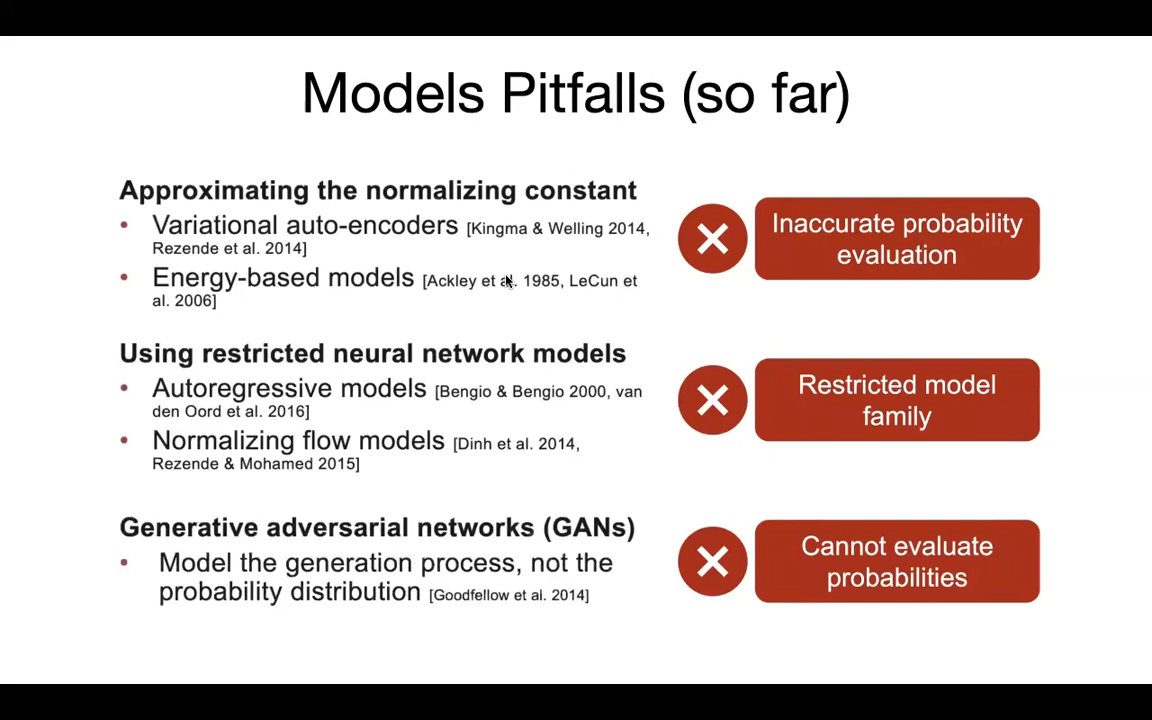 Models Pitfalls (so far)
Approximating the normalizing constant
• Variational auto-encoders [Kingma & Welling 2014,
Rezende et al. 2014]
• Energy-based models [Ackley et al. 1985, LeCun et
al. 2006]
Inaccurate probability
evaluation
Using restricted neural network models
• Autoregressive models [Bengio & Bengio 2000, van
den Oord et al. 2016]
• Normalizing flow models [Dinh et al. 2014,
Rezende & Mohamed 2015]
Restricted model
family
Generative adversarial networks (GANs)
• Model the generation process, not the
probability distribution [Goodfellow et al. 2014]
Cannot evaluate
probabilities